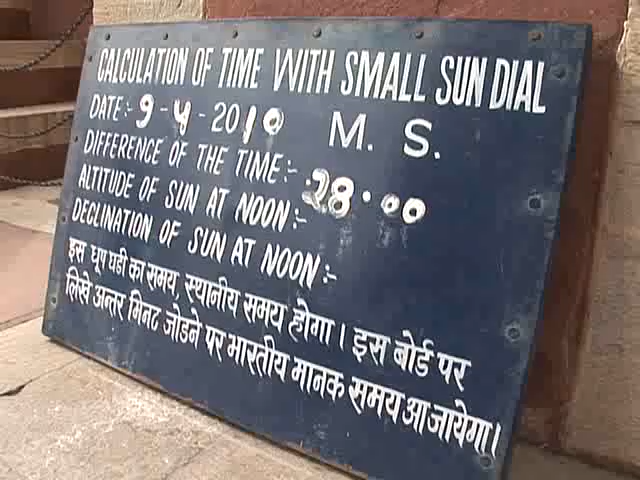 CALCULATION OF TIME WITH SMALL SUN DIAL
DATE:- 9-4-2010 M. S.
DIFFERENCE OF THE TIME:- 28.00
ALTITUDE OF SUN AT NOON:-
DECLINATION OF SUN AT NOON:-
इस धूप घडी का समय, स्थानीय समय होगा। इस बोर्ड पर
लिखे अन्तर मिनट जोडने पर भारतीय मानक समय आ जायेगा।